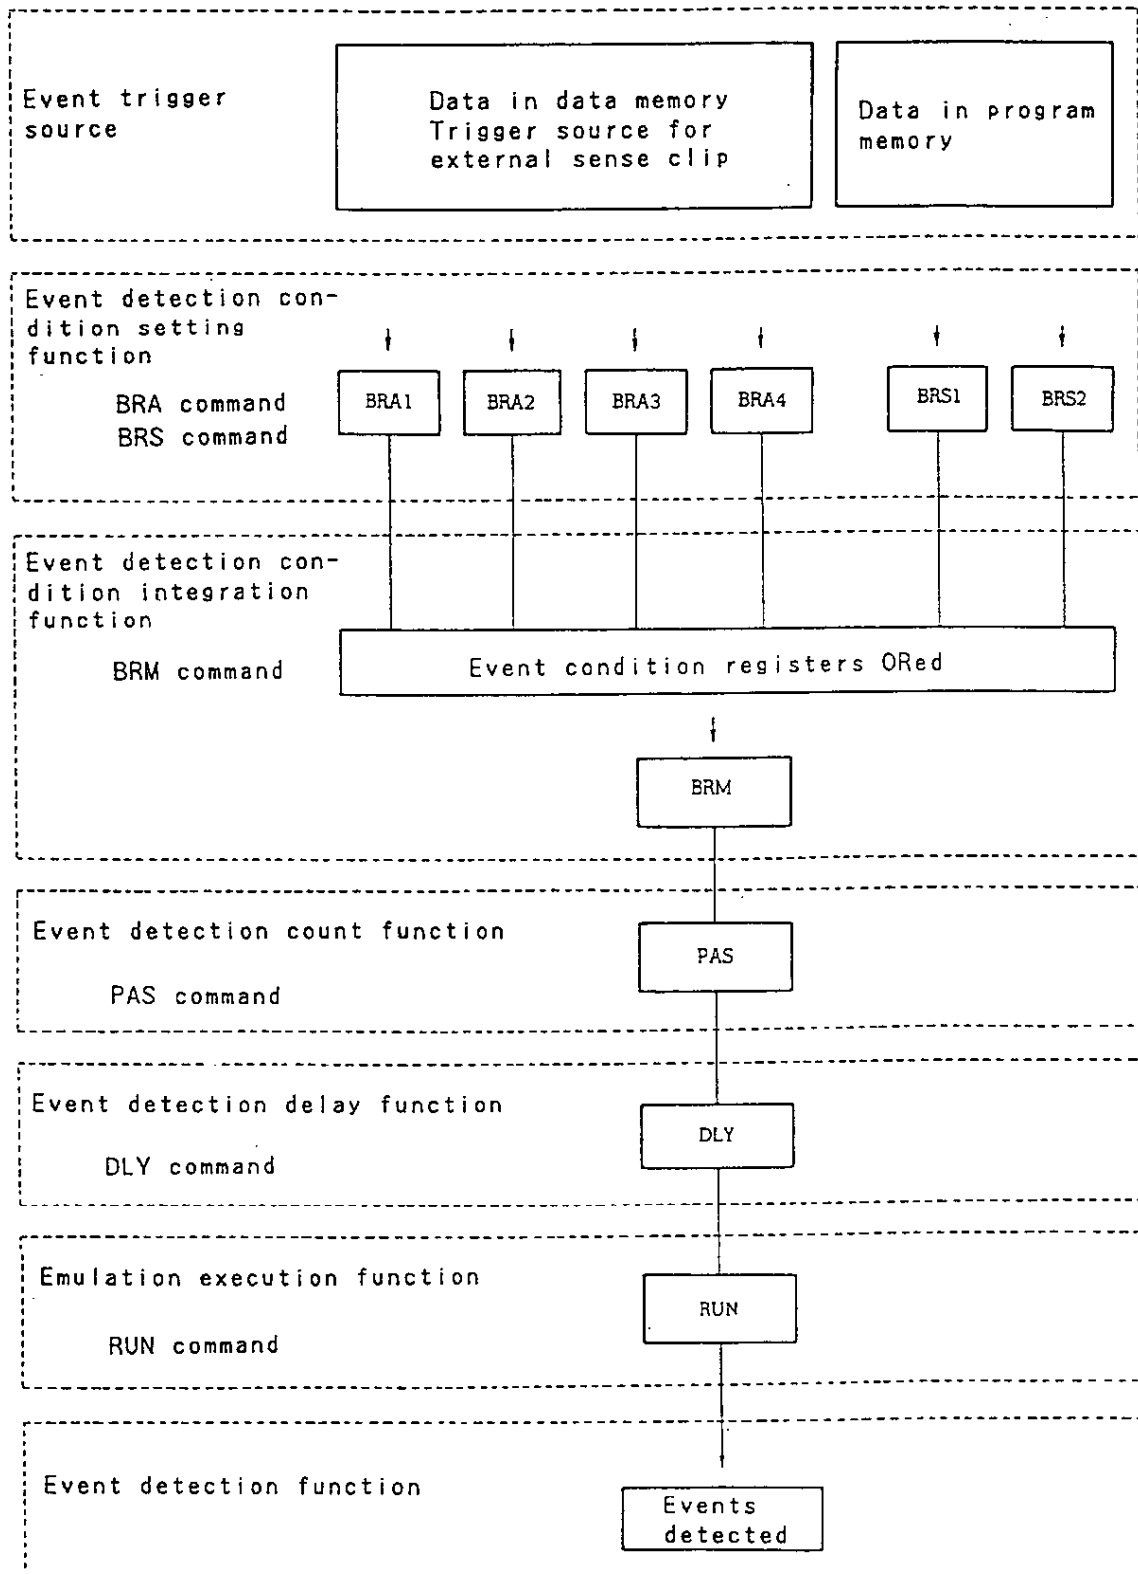 Event trigger
source
Data in data memory
Trigger source for
external sense clip
Data in program
memory
Event detection con-
dition setting
function
BRA command
BRS command
BRA1
BRA2
BRA3
BRA4
BRS1
BRS2
Event detection con-
dition integration
function
BRM command
Event condition registers ORed
BRM
Event detection count function
PAS command
PAS
Event detection delay function
DLY command
DLY
Emulation execution function
RUN command
RUN
Event detection function
Events
detected